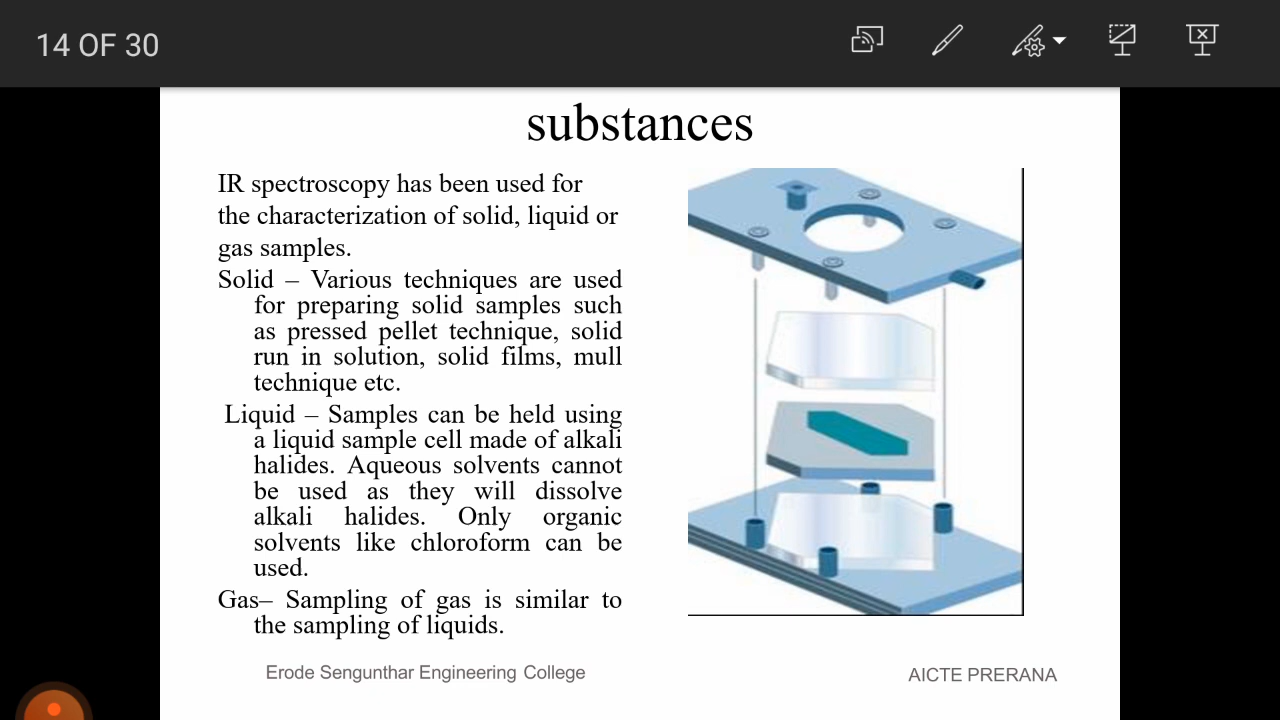 14 OF 30
substances
IR spectroscopy has been used for
the characterization of solid, liquid or
gas samples.
Solid – Various techniques are used
for preparing solid samples such
as pressed pellet technique, solid
run in solution, solid films, mull
technique etc.
Liquid – Samples can be held using
a liquid sample cell made of alkali
halides. Aqueous solvents cannot
be used as they will dissolve
alkali halides. Only organic
solvents like chloroform can be
used.
Gas– Sampling of gas is similar to
the sampling of liquids.
Erode Sengunthar Engineering College
AICTE PRERANA